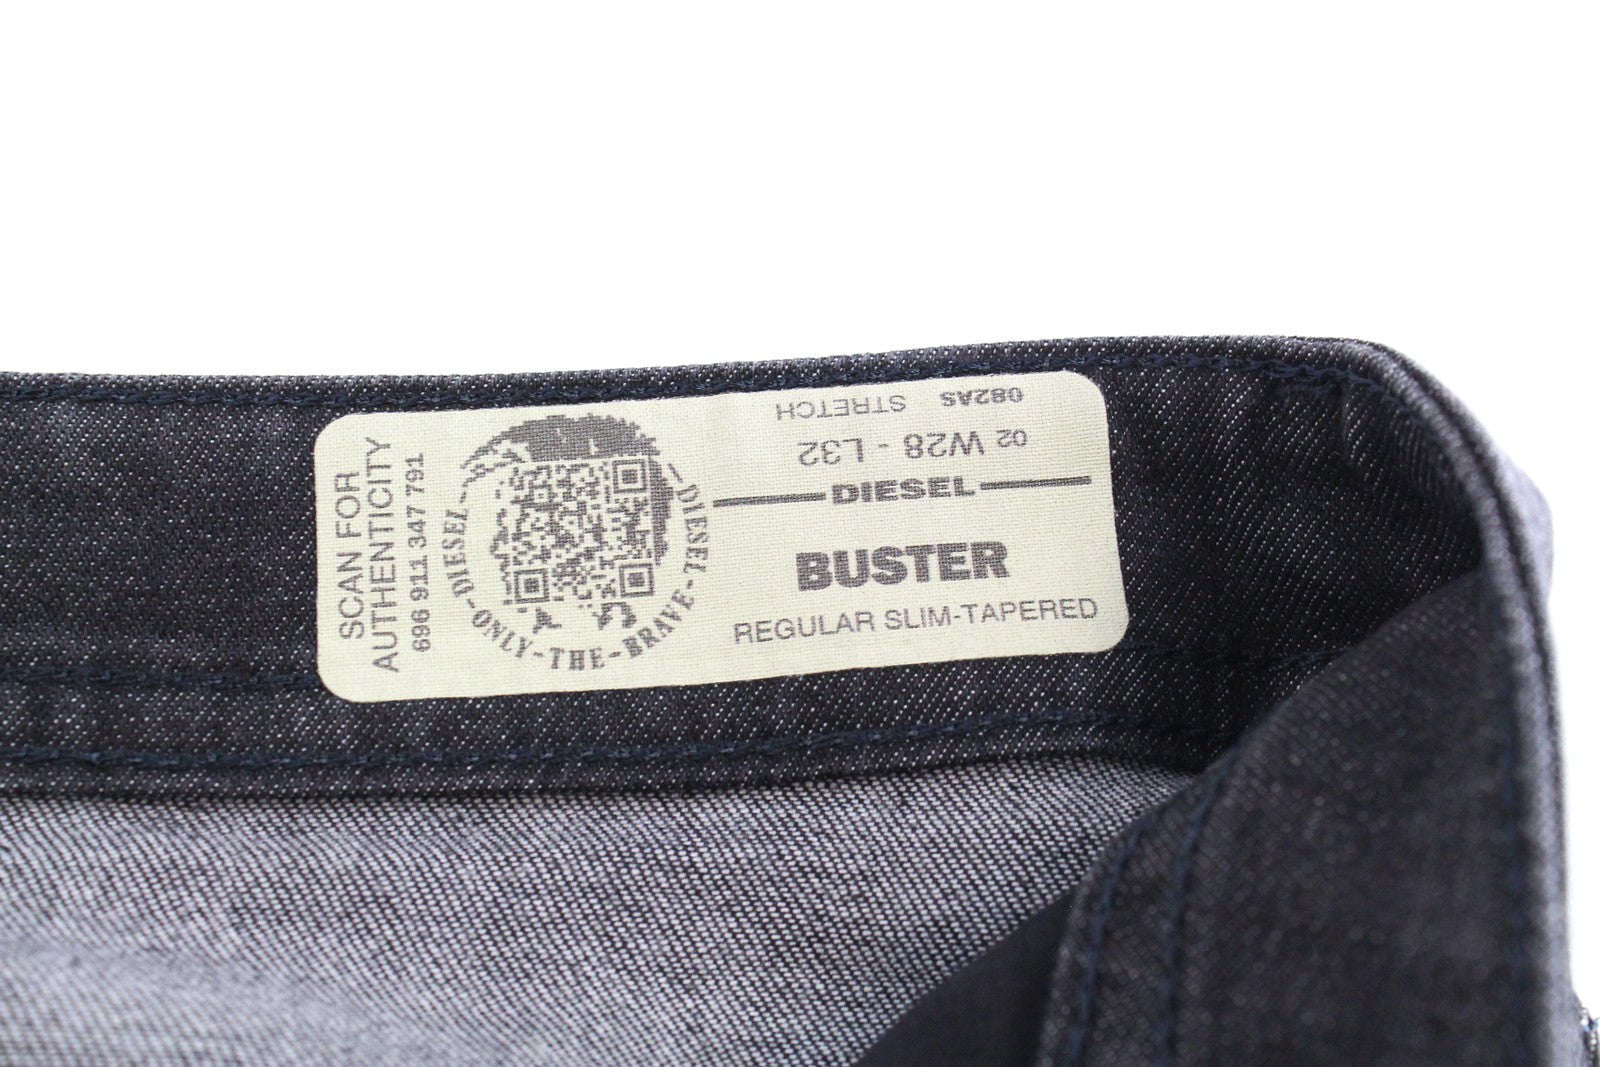 SCAN FOR
AUTHENTICITY
696 911 347 791
DIESEL-ONLY-THE-BRAVE-DIESEL
082AS STRETCH
02 W28 - L32
DIESEL
BUSTER
REGULAR SLIM-TAPERED